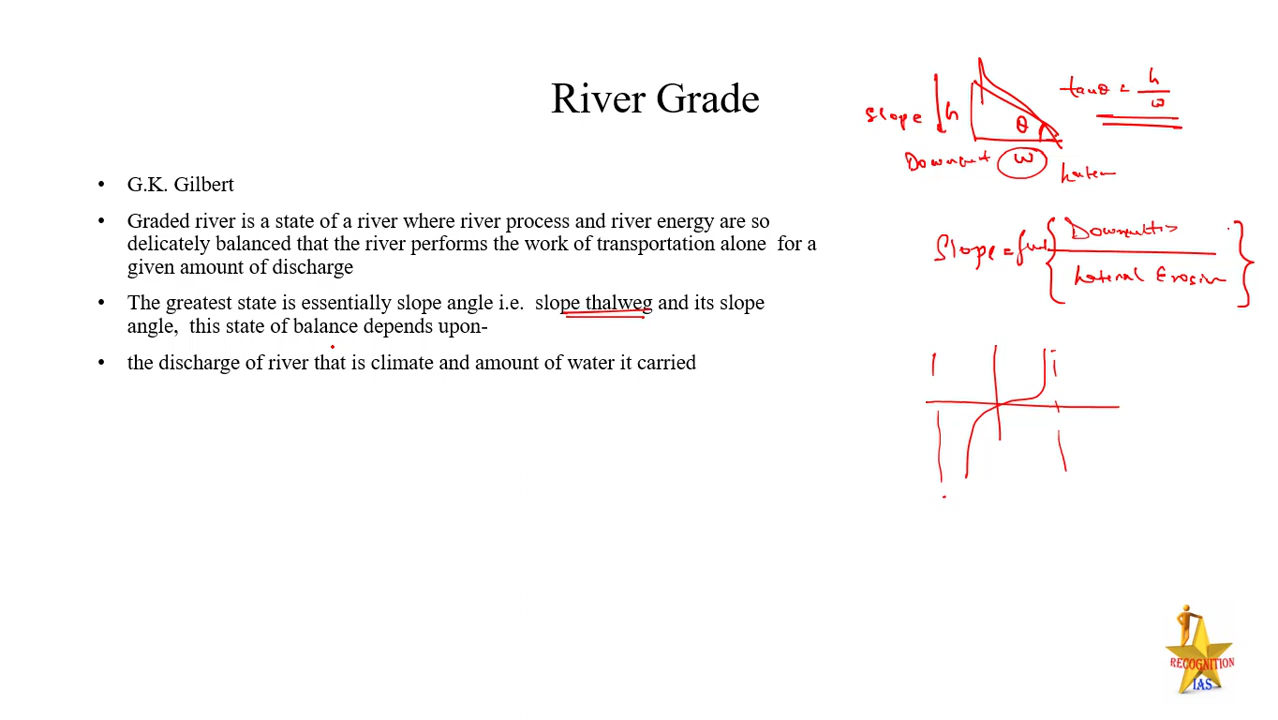 River Grade
• G.K. Gilbert
• Graded river is a state of a river where river process and river energy are so
delicately balanced that the river performs the work of transportation alone for a
given amount of discharge
• The greatest state is essentially slope angle i.e. slope thalweg and its slope
angle, this state of balance depends upon-
• the discharge of river that is climate and amount of water it carried
Slope h θ
tanθ = h
w
w
Slope =
Lateral Erosion
RECOGNITION
IAS